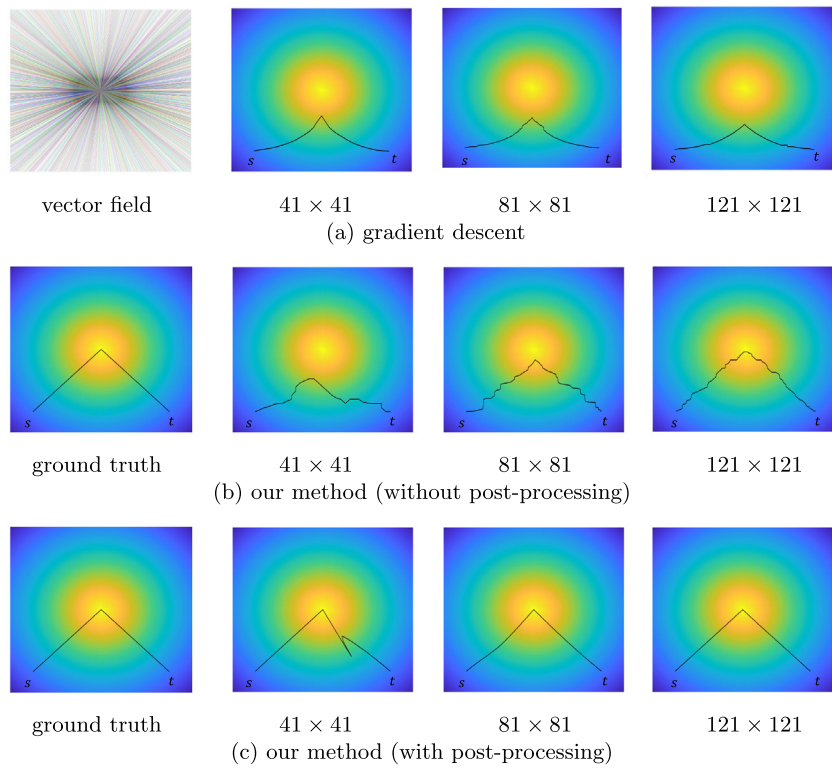 s t s t s t
vector field 41 × 41 81 × 81 121 × 121
(a) gradient descent
s t s t s t s t
ground truth 41 × 41 81 × 81 121 × 121
(b) our method (without post-processing)
s t s t s t s t
ground truth 41 × 41 81 × 81 121 × 121
(c) our method (with post-processing)